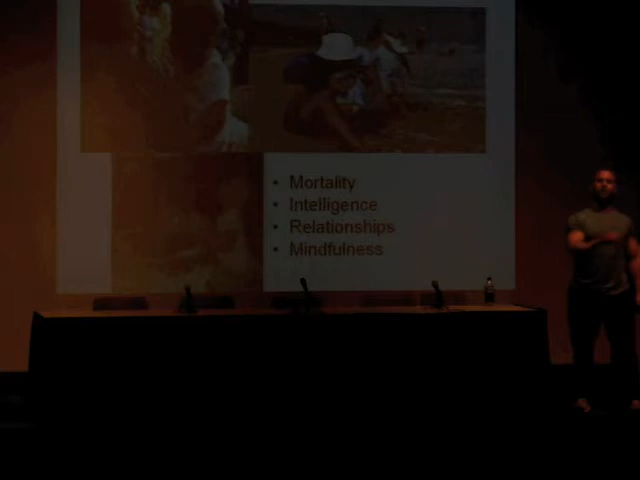 • Mortality
• Intelligence
• Relationships
• Mindfulness